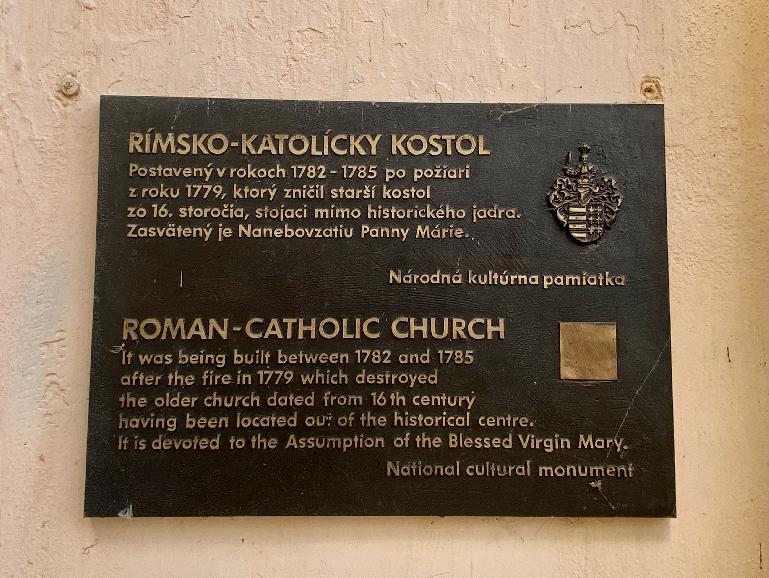 RÍMSKO-KATOLÍCKY KOSTOL
Postavený v rokoch 1782 - 1785 po požiari
z roku 1779, ktorý zničil starší kostol
zo 16. storočia, stojaci mimo historického jadra.
Zasvätený je Nanebovzatiu Panny Márie.
Národná kultúrna pamiatka
ROMAN-CATHOLIC CHURCH
It was being built between 1782 and 1785
after the fire in 1779 which destroyed
the older church dated from 16 th century
having been located out of the historical centre.
It is devoted to the Assumption of the Blessed Virgin Mary.
National cultural monument